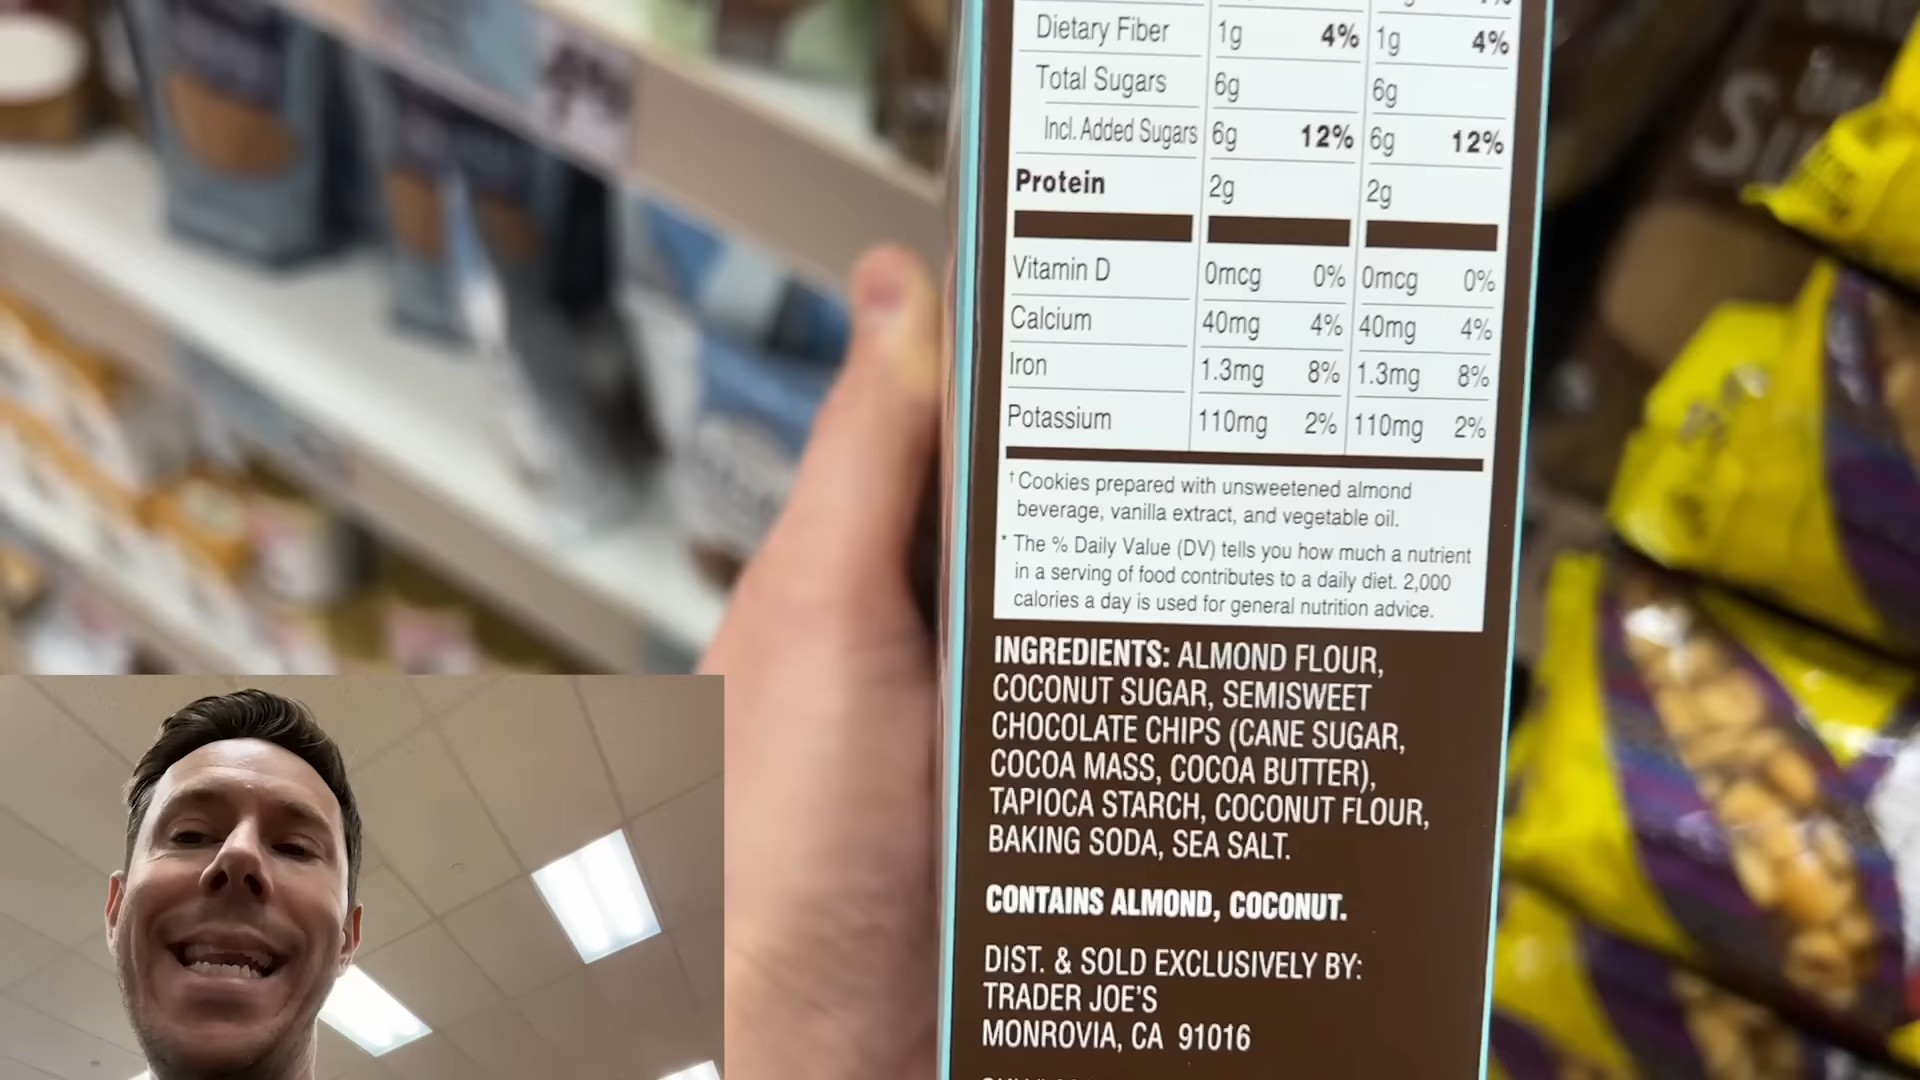 Dietary Fiber 1g 4% 1g 4%
Total Sugars 6g 6g
Incl. Added Sugars 6g 12% 6g 12%
Protein 2g 2g
Vitamin D 0mcg 0% 0mcg 0%
Calcium 40mg 4% 40mg 4%
Iron 1.3mg 8% 1.3mg 8%
Potassium 110mg 2% 110mg 2%
† Cookies prepared with unsweetened almond
beverage, vanilla extract, and vegetable oil.
* The % Daily Value (DV) tells you how much a nutrient
in a serving of food contributes to a daily diet. 2,000
calories a day is used for general nutrition advice.
INGREDIENTS: ALMOND FLOUR,
COCONUT SUGAR, SEMISWEET
CHOCOLATE CHIPS (CANE SUGAR,
COCOA MASS, COCOA BUTTER),
TAPIOCA STARCH, COCONUT FLOUR,
BAKING SODA, SEA SALT.
CONTAINS ALMOND, COCONUT.
DIST. & SOLD EXCLUSIVELY BY:
TRADER JOE'S
MONROVIA, CA 91016